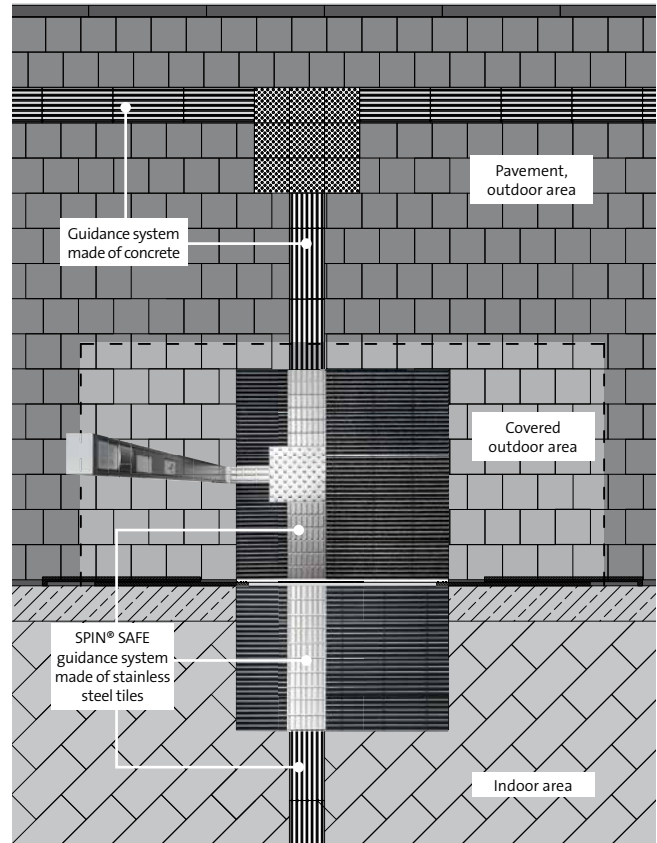 Pavement,
outdoor area
Guidance system
made of concrete
Covered
outdoor area
SPIN® SAFE
guidance system
made of stainless
steel tiles
Indoor area